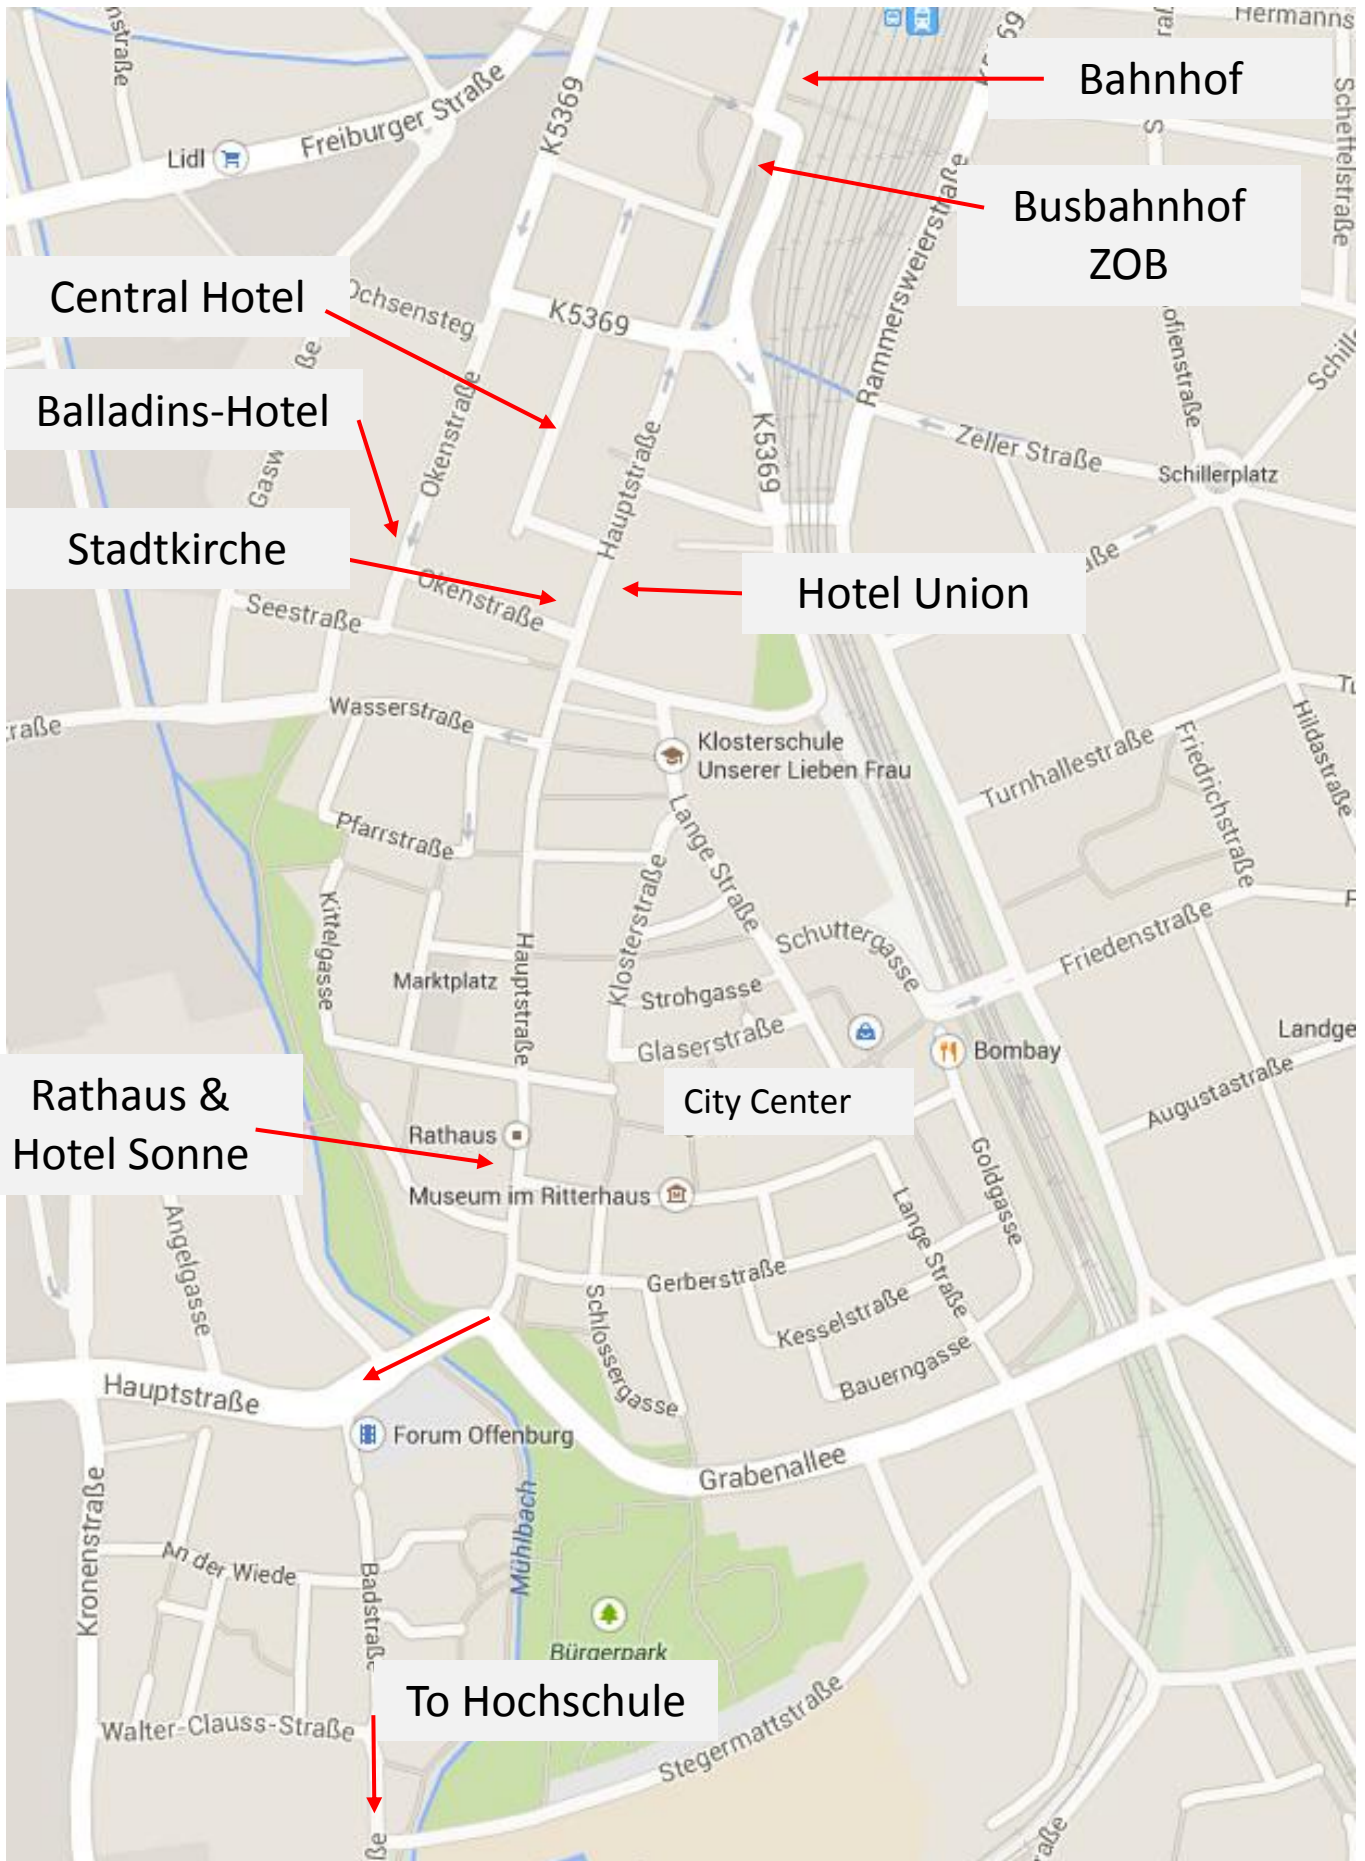 Hermanns
K5369
Bahnhof
Freiburger Straße
K5369
Lidl
Scheffelstraße
Rammersweierstraße
Busbahnhof
ZOB
Central Hotel
Ochsensteg
K5369
Balladins-Hotel
Okenstraße
K5369
Zeller Straße
Schillerplatz
Hauptstraße
Stadtkirche
Okenstraße
Hotel Union
Seestraße
Wasserstraße
Klosterschule
Unserer Lieben Frau
Turnhallestraße
Friedrichstraße
Hildastraße
Pfarrstraße
Lange Straße
Kittelgasse
Klosterstraße
Hauptstraße
Schuttergasse
Friedenstraße
Marktplatz
Strohgasse
Glaserstraße
Bombay
Landge
Augustastraße
City Center
Rathaus &
Hotel Sonne
Rathaus
Museum im Ritterhaus
Goldgasse
Lange Straße
Angelgasse
Gerberstraße
Schlossergasse
Kesselstraße
Bauerngasse
Hauptstraße
Forum Offenburg
Grabenallee
Mühlbach
Kronenstraße
An der Wiede
Badstraße
Bürgerpark
To Hochschule
Walter-Clauss-Straße
Stegermattstraße